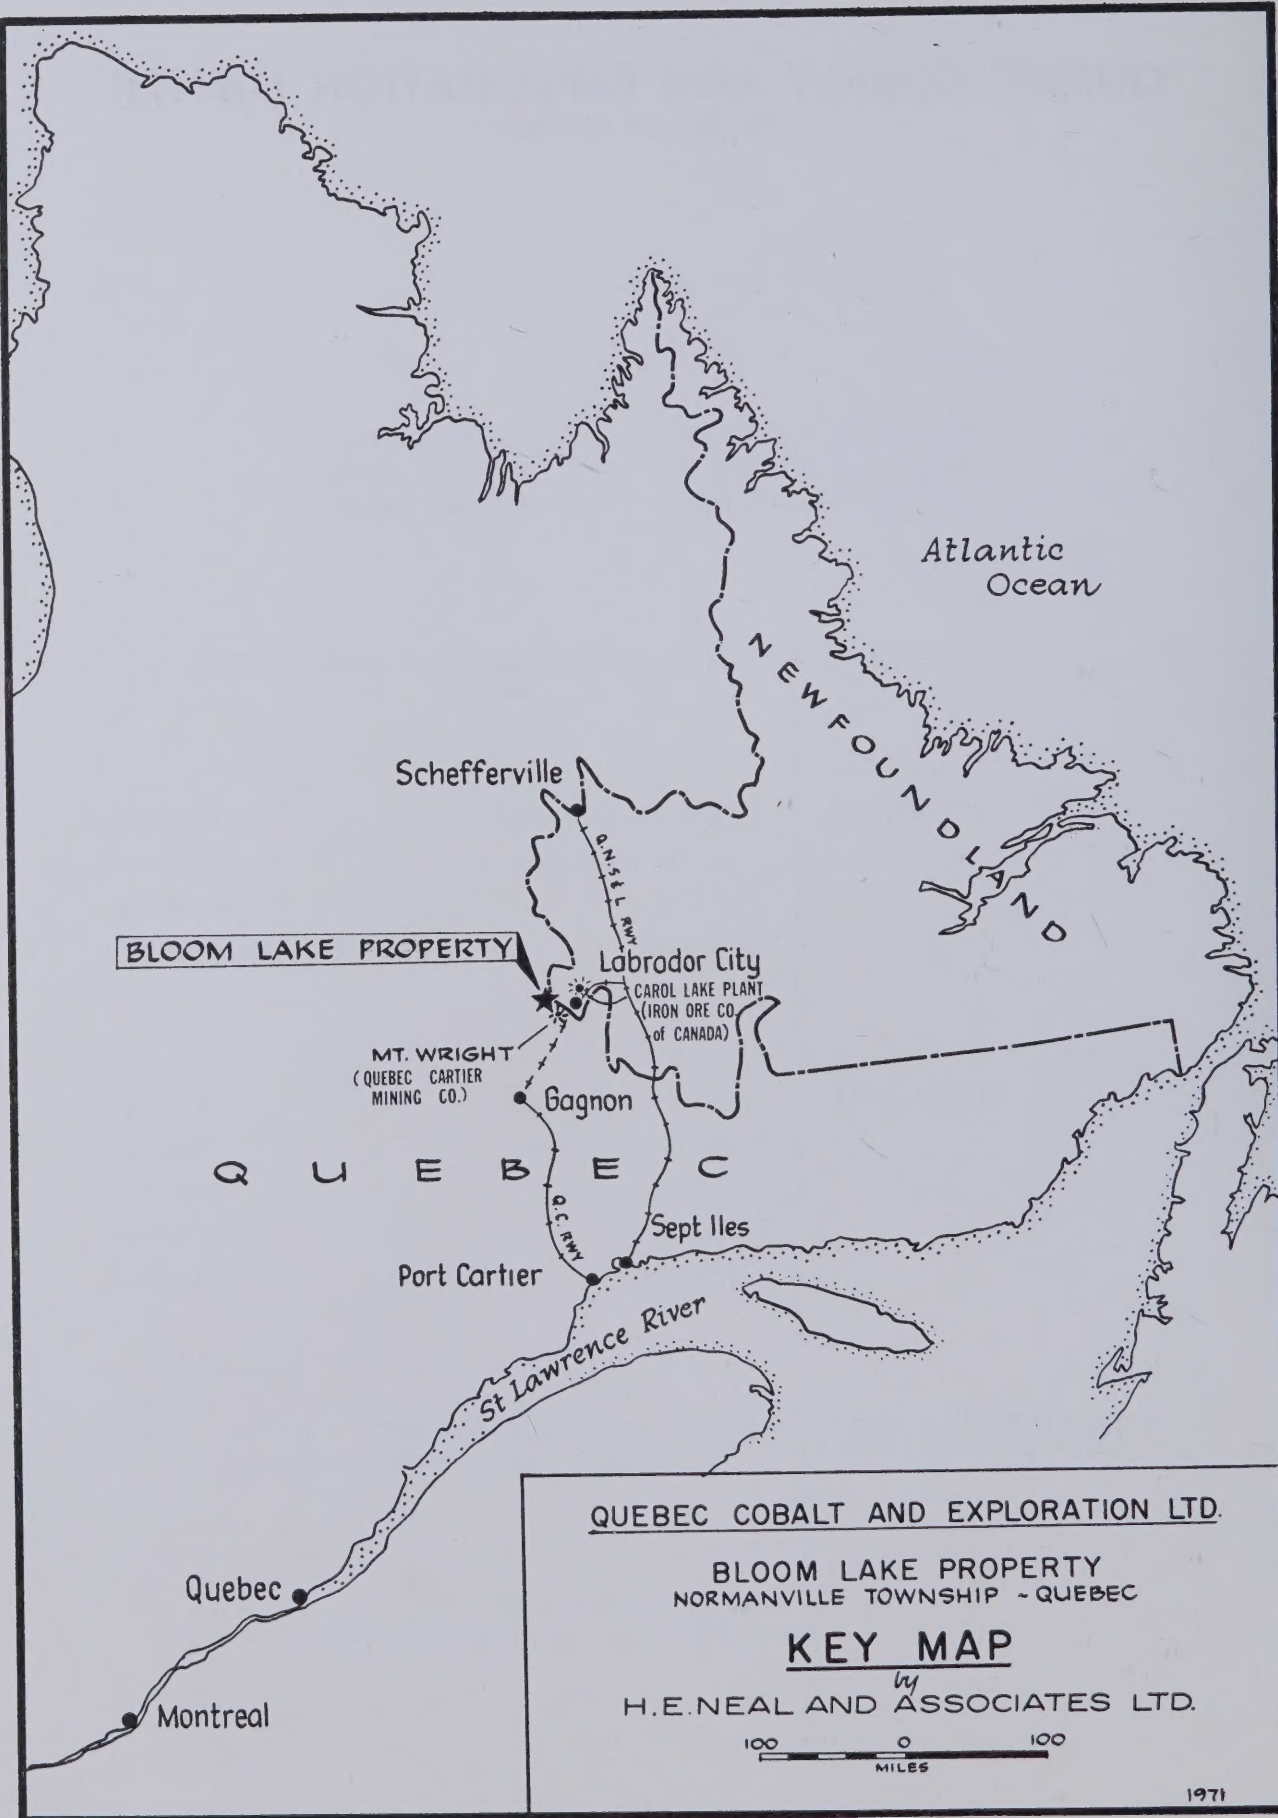 Atlantic
Ocean
NEWFOUNDLAND
Schefferville
Q.N.S & L RWY
BLOOM LAKE PROPERTY
Labrador City
CAROL LAKE PLANT
(IRON ORE CO.
of CANADA)
MT. WRIGHT
(QUEBEC CARTIER
MINING CO.)
Gagnon
QUEBEC
Q.C. RWY
Sept Iles
Port Cartier
St Lawrence River
Quebec
Montreal
QUEBEC COBALT AND EXPLORATION LTD.
BLOOM LAKE PROPERTY
NORMANVILLE TOWNSHIP ~ QUEBEC
KEY MAP
by
H.E. NEAL AND ASSOCIATES LTD.
100 0 100
MILES
1971